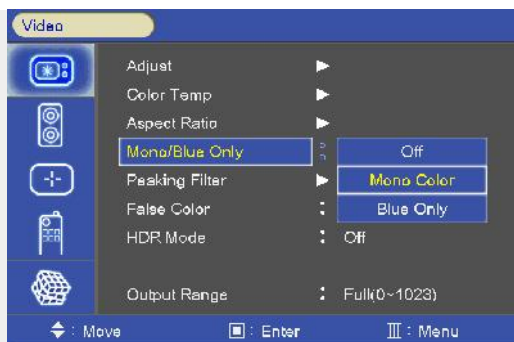 Video
Adjust ▶
Color Temp ▶
Aspect Ratio ▶
Mono/Blue Only : Off
Peaking Filter ▶ Mono Color
False Color : Blue Only
HDR Mode : Off
Output Range : Full(0~1023)
: Move : Enter : Menu